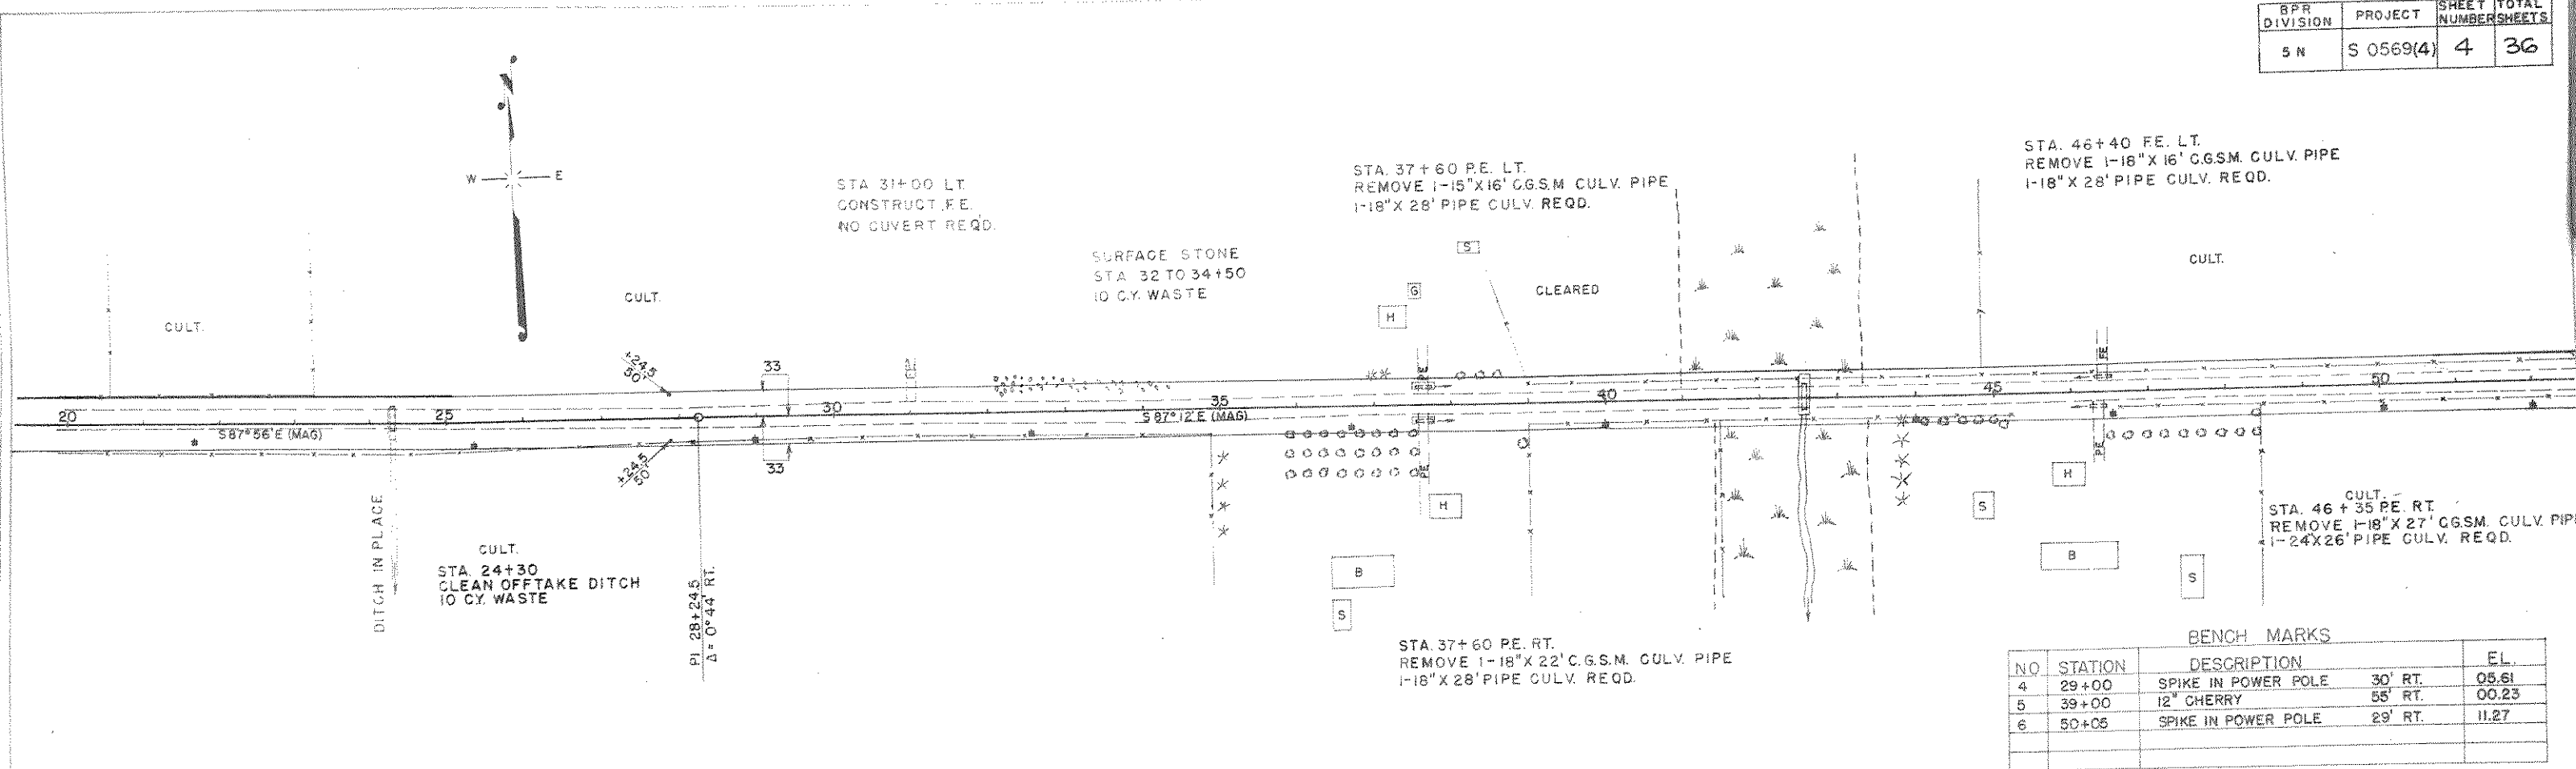 BPR DIVISION PROJECT SHEET NUMBER TOTAL SHEETS
5 N S 0569(4) 4 36
W E
STA 31+00 LT.
CONSTRUCT F.E.
NO CUVERT REQD.
SURFACE STONE
STA 32 TO 34+50
10 C.Y. WASTE
STA. 37+60 P.E. LT.
REMOVE 1-15"X16' C.G.S.M CULV. PIPE
1-18"X 28' PIPE CULV. REQD.
STA. 46+40 F.E. LT.
REMOVE 1-18"X 16' C.G.S.M. CULV. PIPE
1-18"X 28' PIPE CULV. REQD.
CULT.
CULT.
CULT.
CLEARED
S
G
H
+24.5
50'
33
FE
PE
FE
20
25
30
35
40
45
50
S 87°56' E (MAG)
S 87°12' E (MAG)
+24.5
50'
33
PE
PE
H
H
S
B
S
B
S
DITCH IN PLACE
CULT.
STA. 24+30
CLEAN OFFTAKE DITCH
10 C.Y. WASTE
PI 28+24.5
Δ = 0°44' RT.
CULT.
STA. 46 + 35 P.E. RT.
REMOVE 1-18"X 27' C.G.S.M. CULV. PIP
1-24"X26' PIPE CULV. REQD.
STA. 37+60 P.E. RT.
REMOVE 1-18"X 22' C.G.S.M. CULV. PIPE
1-18"X 28' PIPE CULV. REQD.
BENCH MARKS
NO STATION DESCRIPTION EL.
4 29+00 SPIKE IN POWER POLE 30' RT. 05.61
5 39+00 12" CHERRY 55' RT. 00.23
6 50+05 SPIKE IN POWER POLE 29' RT. 11.27